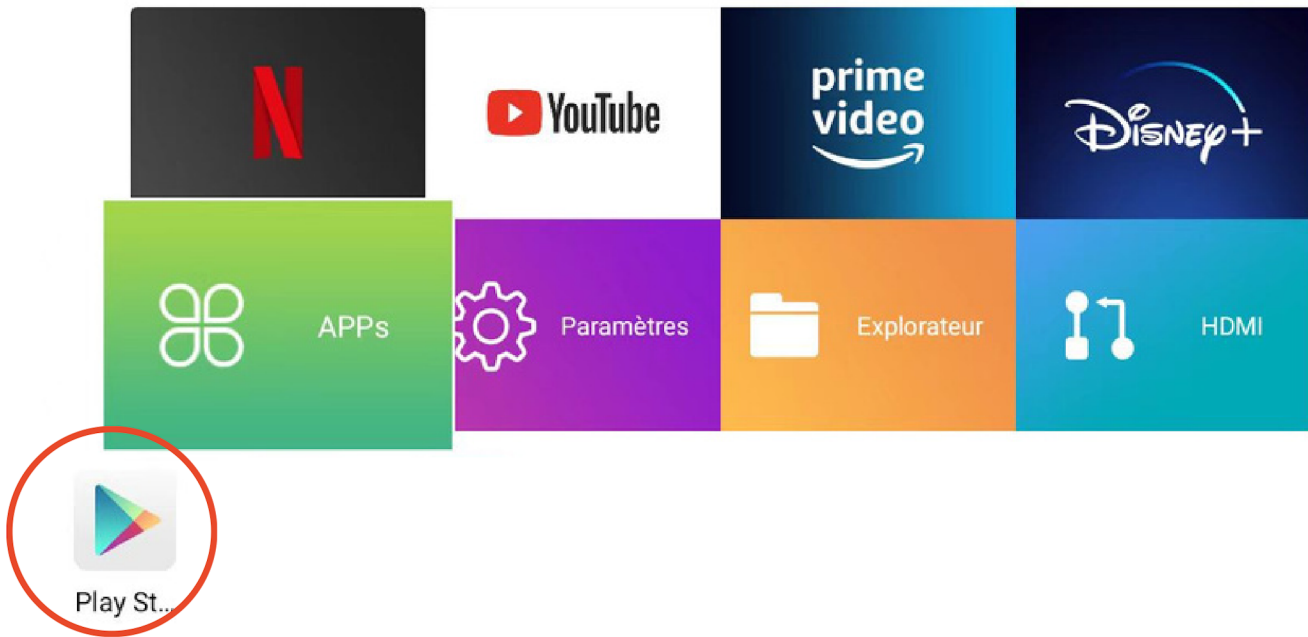 N
YouTube
prime
video
Disney+
APPs
Paramètres
Explorateur
HDMI
Play St...